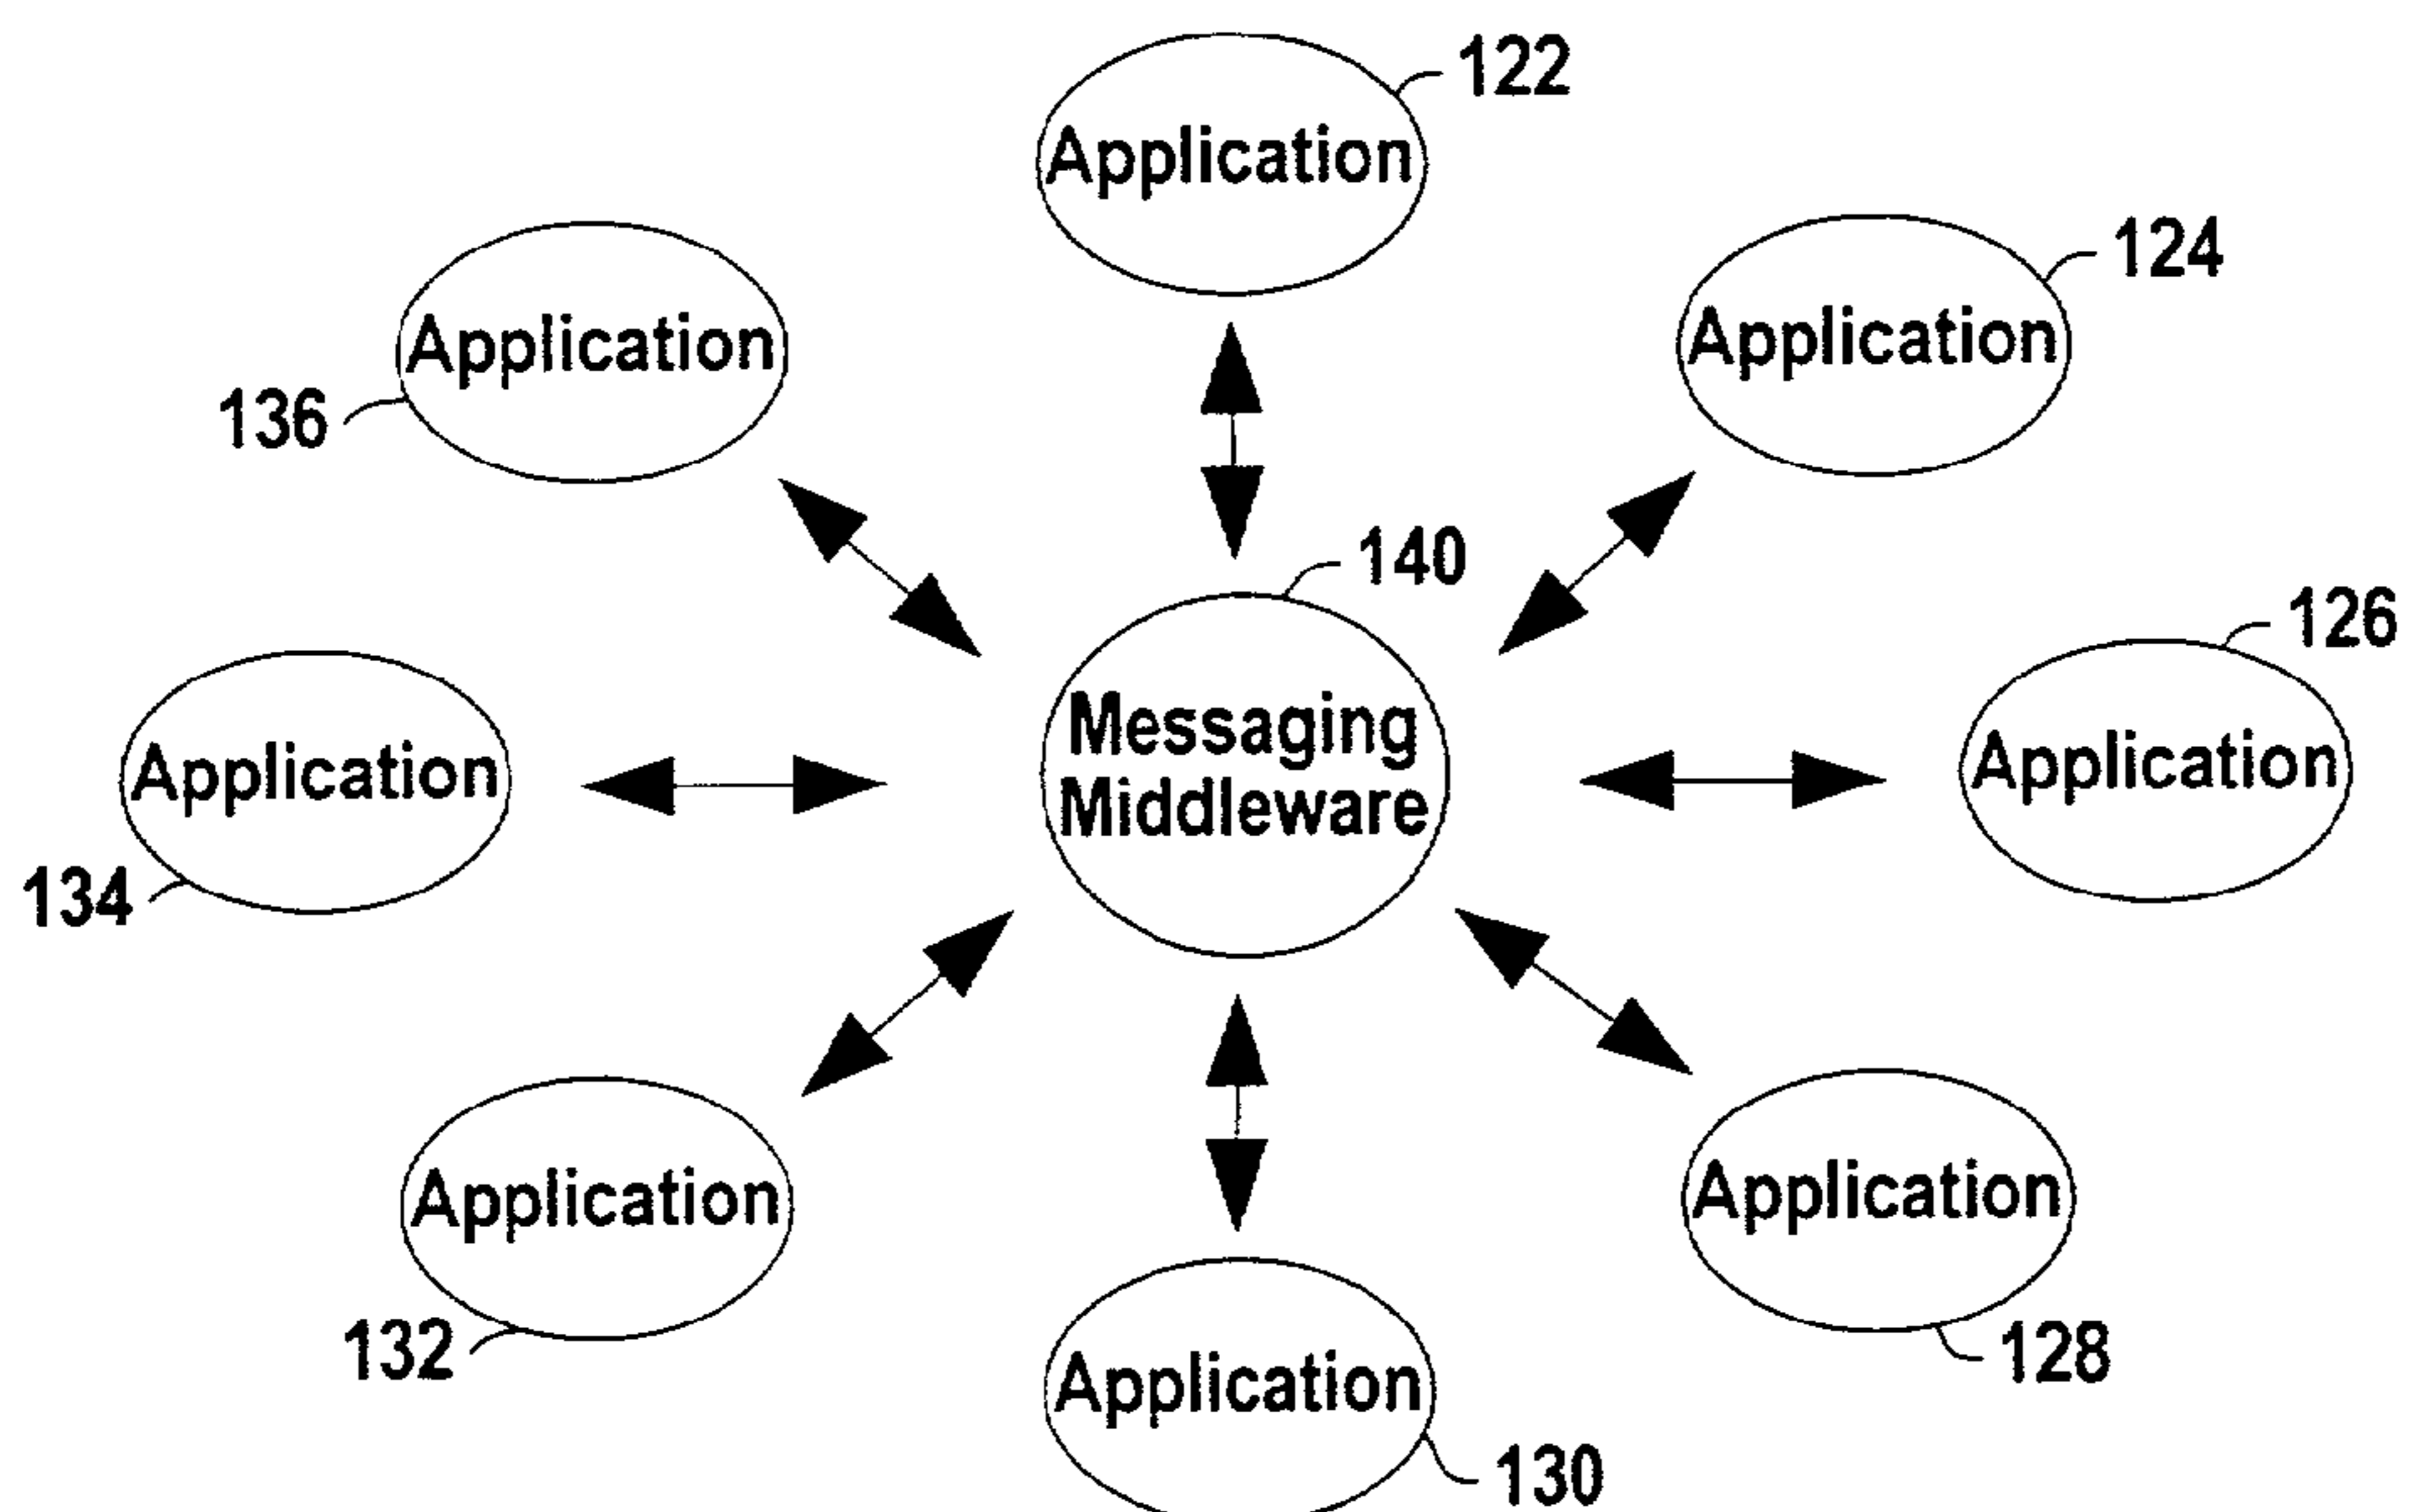 122
Application
124
Application
136
Application
140
126
Messaging
Middleware
Application
Application
134
Application
132
Application
128
Application
130